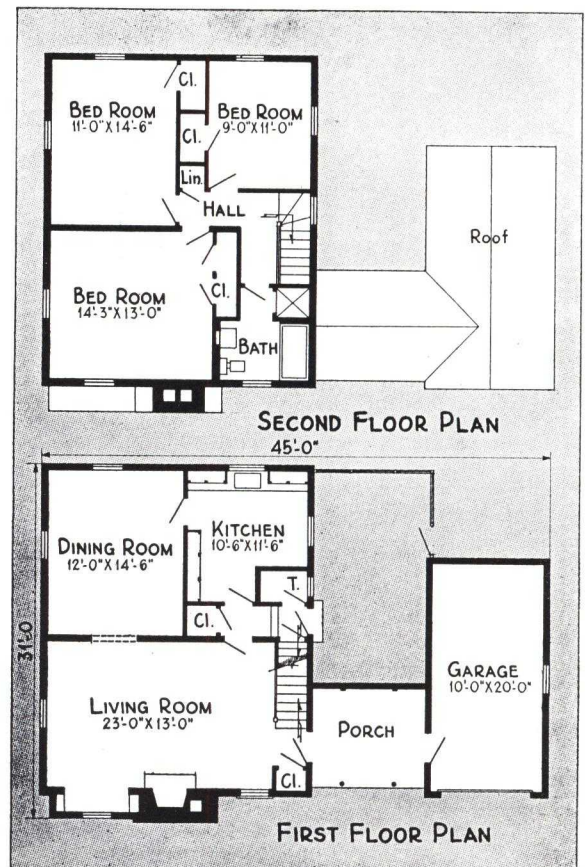 Cl.
BED ROOM
11'-0"X14'-6"
BED ROOM
9'-0"X11'-0"
Cl.
Lin.
HALL
Roof
BED ROOM
14'-3"X13'-0"
Cl.
BATH
SECOND FLOOR PLAN
45'-0"
KITCHEN
10'-6"X11'-6"
DINING ROOM
12'-0"X14'-6"
T.
Cl.
31'-0
GARAGE
10'-0"X20'-0"
LIVING ROOM
23'-0"X13'-0"
PORCH
Cl.
FIRST FLOOR PLAN